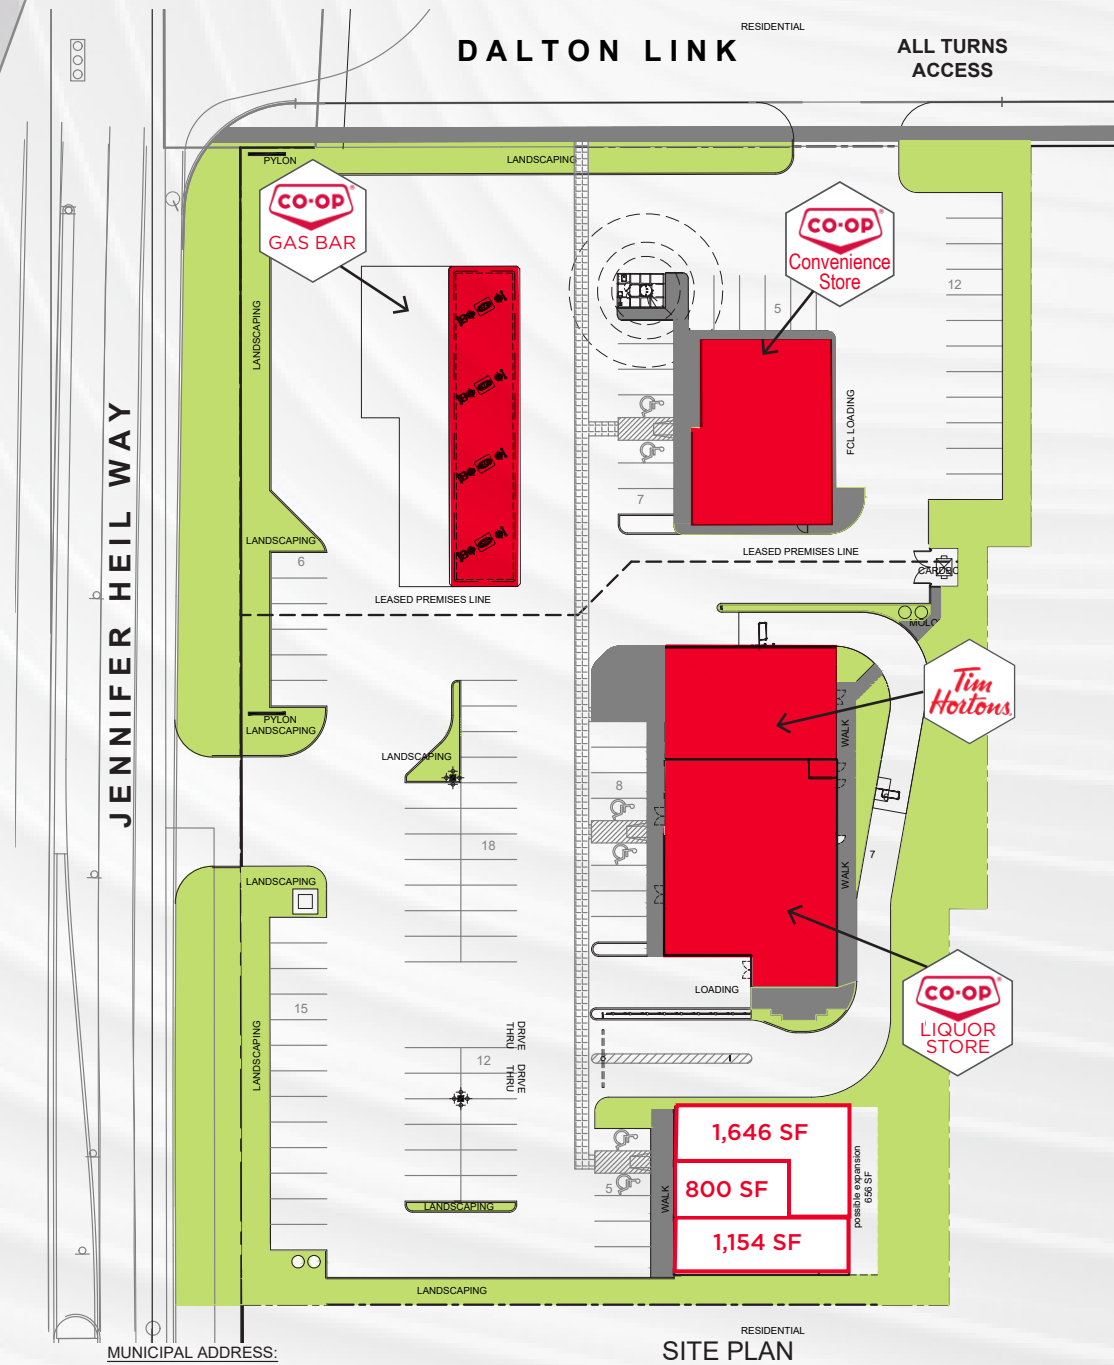 RESIDENTIAL
DALTON LINK
ALL TURNS
ACCESS
PYLON
LANDSCAPING
CO-OP
GAS BAR
CO-OP
Convenience
Store
12
5
LANDSCAPING
FCL LOADING
JENNIFER HEIL WAY
7
LANDSCAPING
LEASED PREMISES LINE
6
CARDBO
LEASED PREMISES LINE
MOLO
Tim
Hortons
PYLON
LANDSCAPING
WALK
LANDSCAPING
8
18
7
WALK
LANDSCAPING
LOADING
CO-OP
LIQUOR
STORE
15
LANDSCAPING
DRIVE
THRU
DRIVE
THRU
12
1,646 SF
800 SF
possible expansion
656 SF
5
WALK
LANDSCAPING
1,154 SF
LANDSCAPING
RESIDENTIAL
MUNICIPAL ADDRESS:
SITE PLAN